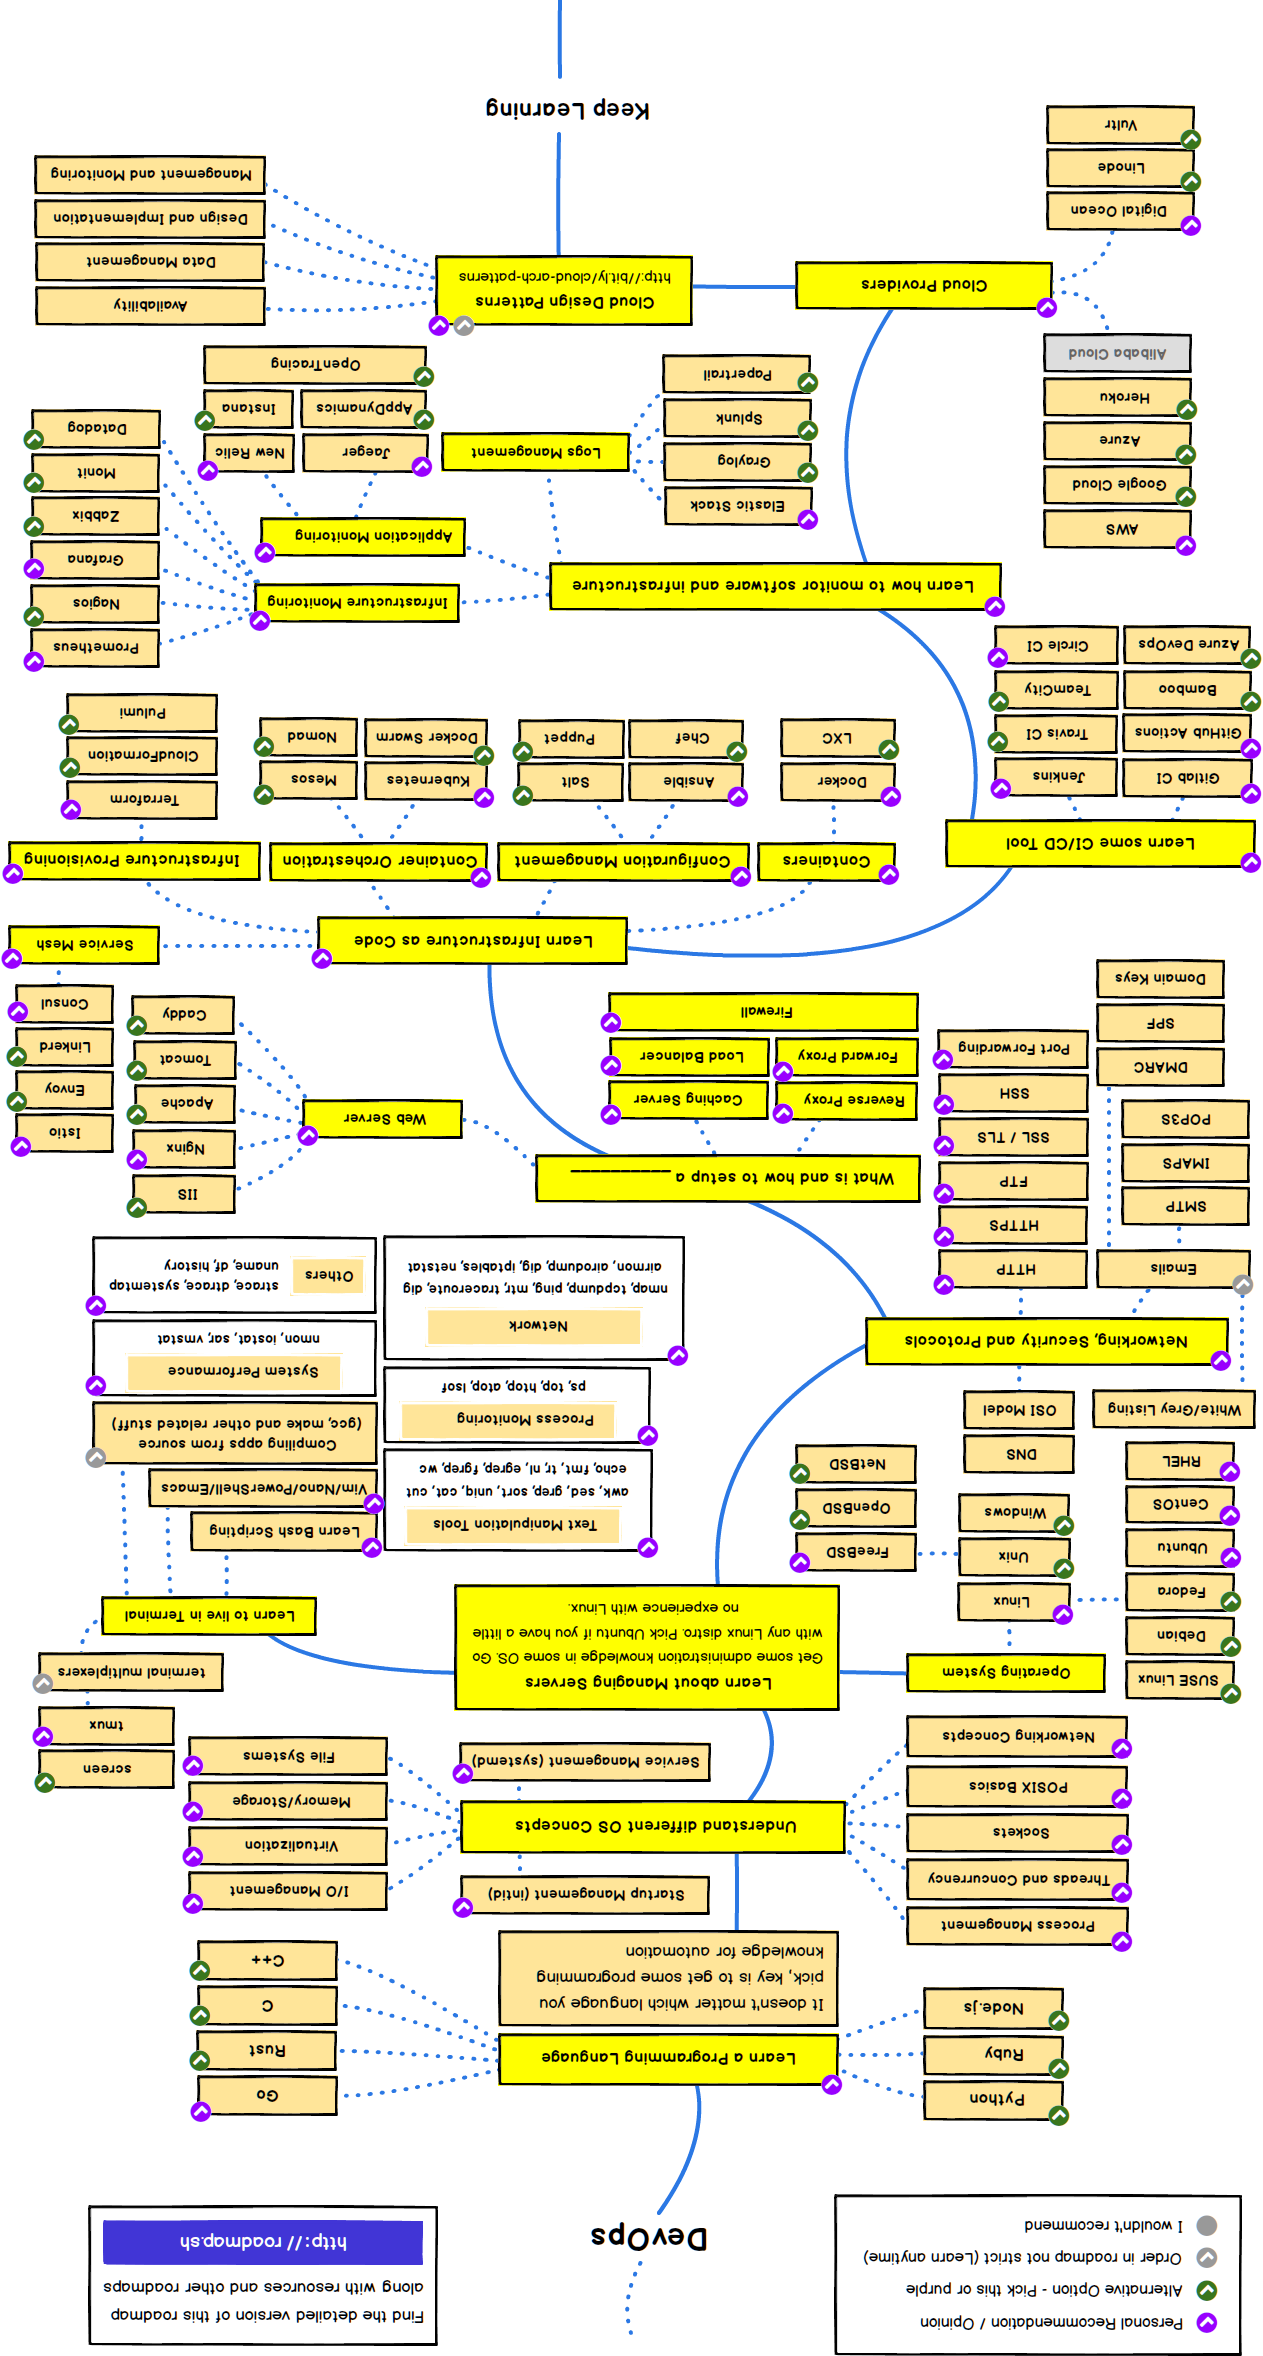 Find the detailed version of this roadmap
along with resources and other roadmaps
http://roadmap.sh
DevOps
Personal Recommendation / Opinion
Alternative Option - Pick this or purple
Order in roadmap not strict (Learn anytime)
I wouldn't recommend
Learn a Programming Language
It doesn't matter which language you
pick, key is to get some programming
knowledge for automation
Python
Ruby
Node.js
Go
Rust
C
C++
Understand different OS Concepts
Process Management
Threads and Concurrency
Sockets
POSIX Basics
Networking Concepts
Startup Management (intid)
Service Management (systemd)
I/O Management
Virtualization
Memory/Storage
File Systems
Learn about Managing Servers
Get some administration knowledge in some OS. Go
with any Linux distro. Pick Ubuntu if you have a little
no experience with Linux.
Operating System
Linux
Unix
Windows
SUSE Linux
Debian
Fedora
Ubuntu
CentOS
RHEL
FreeBSD
OpenBSD
NetBSD
Learn to live in Terminal
terminal multiplexers
tmux
screen
Learn Bash Scripting
Vim/Nano/PowerShell/Emacs
Compiling apps from source
(gcc, make and other related stuff)
Text Manipulation Tools
awk, sed, grep, sort, uniq, cat, cut
echo, fmt, tr, nl, egrep, fgrep, wc
Process Monitoring
ps, top, htop, atop, lsof
Network
nmap, tcpdump, ping, mtr, traceroute, dig
airmon, airodump, dig, iptables, netstat
System Performance
nmon, iostat, sar, vmstat
Others
strace, dtrace, systemtap
uname, df, history
Networking, Security and Protocols
DNS
OSI Model
White/Grey Listing
Emails
SMTP
IMAPS
POP3S
DMARC
SPF
Domain Keys
HTTP
HTTPS
FTP
SSL / TLS
SSH
Port Forwarding
What is and how to setup a ___________
Reverse Proxy
Caching Server
Forward Proxy
Load Balancer
Firewall
Web Server
IIS
Nginx
Apache
Tomcat
Caddy
Learn Infrastructure as Code
Service Mesh
Istio
Envoy
Linkerd
Consul
Containers
Docker
LXC
Configuration Management
Ansible
Salt
Chef
Puppet
Container Orchestration
Kubernetes
Mesos
Docker Swarm
Nomad
Infrastructure Provisioning
Terraform
CloudFormation
Pulumi
Learn some CI/CD Tool
Gitlab CI
Jenkins
GitHub Actions
Travis CI
Bamboo
TeamCity
Azure DevOps
Circle CI
Learn how to monitor software and infrastructure
Infrastructure Monitoring
Prometheus
Nagios
Grafana
Zabbix
Monit
Datadog
Application Monitoring
Jaeger
New Relic
AppDynamics
Instana
OpenTracing
Logs Management
Elastic Stack
Graylog
Splunk
Papertrail
Cloud Providers
AWS
Google Cloud
Azure
Heroku
Alibaba Cloud
Digital Ocean
Linode
Vultr
Cloud Design Patterns
http://bit.ly/cloud-arch-patterns
Availability
Data Management
Design and Implementation
Management and Monitoring
Keep Learning